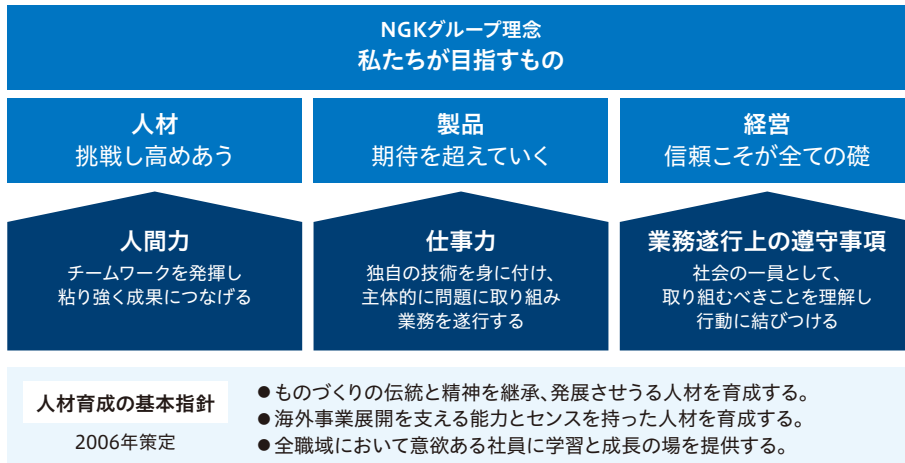 NGKグループ理念
私たちが目指すもの
人材
挑戦し高めあう
製品
期待を超えていく
経営
信頼こそが全ての礎
人間力
チームワークを発揮し
粘り強く成果につなげる
仕事力
独自の技術を身に付け、
主体的に問題に取り組み
業務を遂行する
業務遂行上の遵守事項
社会の一員として、
取り組むべきことを理解し
行動に結びつける
人材育成の基本指針
2006年策定
●ものづくりの伝統と精神を継承、発展させうる人材を育成する。
●海外事業展開を支える能力とセンスを持った人材を育成する。
●全職域において意欲ある社員に学習と成長の場を提供する。